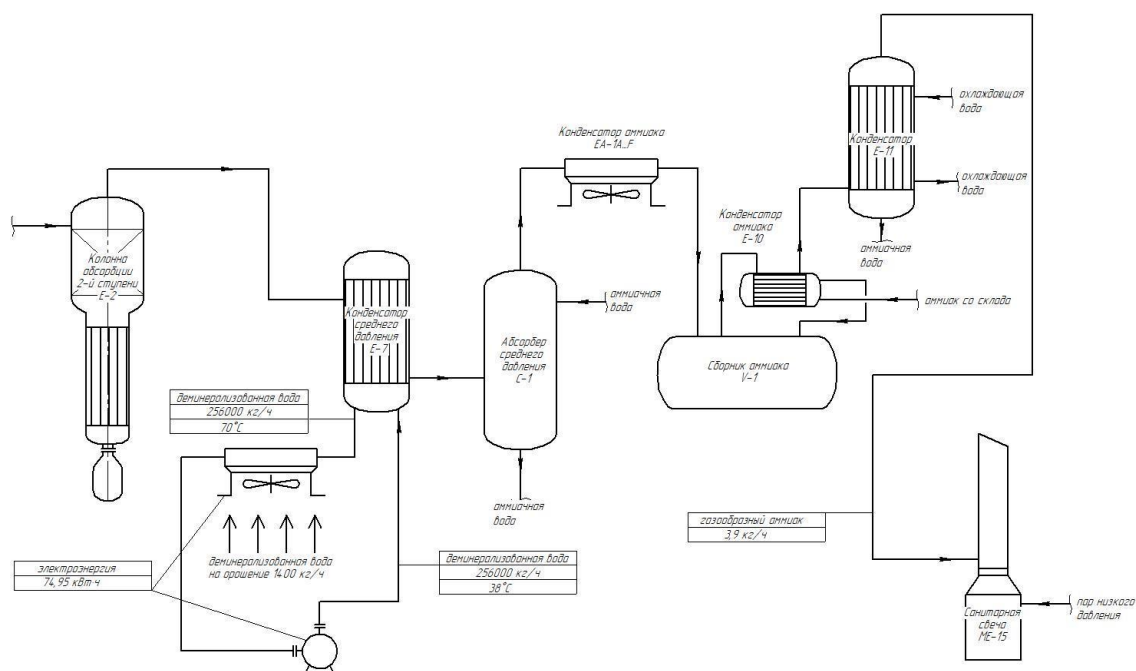 охлаждающая
вода
Конденсатор
Е-11
охлаждающая
вода
аммиачная
вода
Конденсатор аммиака
ЕА-1А..F
Конденсатор
аммиака
Е-10
аммиак со склада
Колонна
абсорбции
2-й ступени
Е-2
Конденсатор
среднего
давления
Е-7
аммиачная
вода
Абсорбер
среднего
давления
С-1
Сборник аммиака
V-1
деминерализованная вода
256000 кг/ч
70°С
аммиачная
вода
газообразный аммиак
3,9 кг/ч
деминерализованная вода
на орошение 1400 кг/ч
деминерализованная вода
256000 кг/ч
38°С
электроэнергия
74,95 кВт ч
пар низкого
давления
Санитарная
свеча
МЕ-15